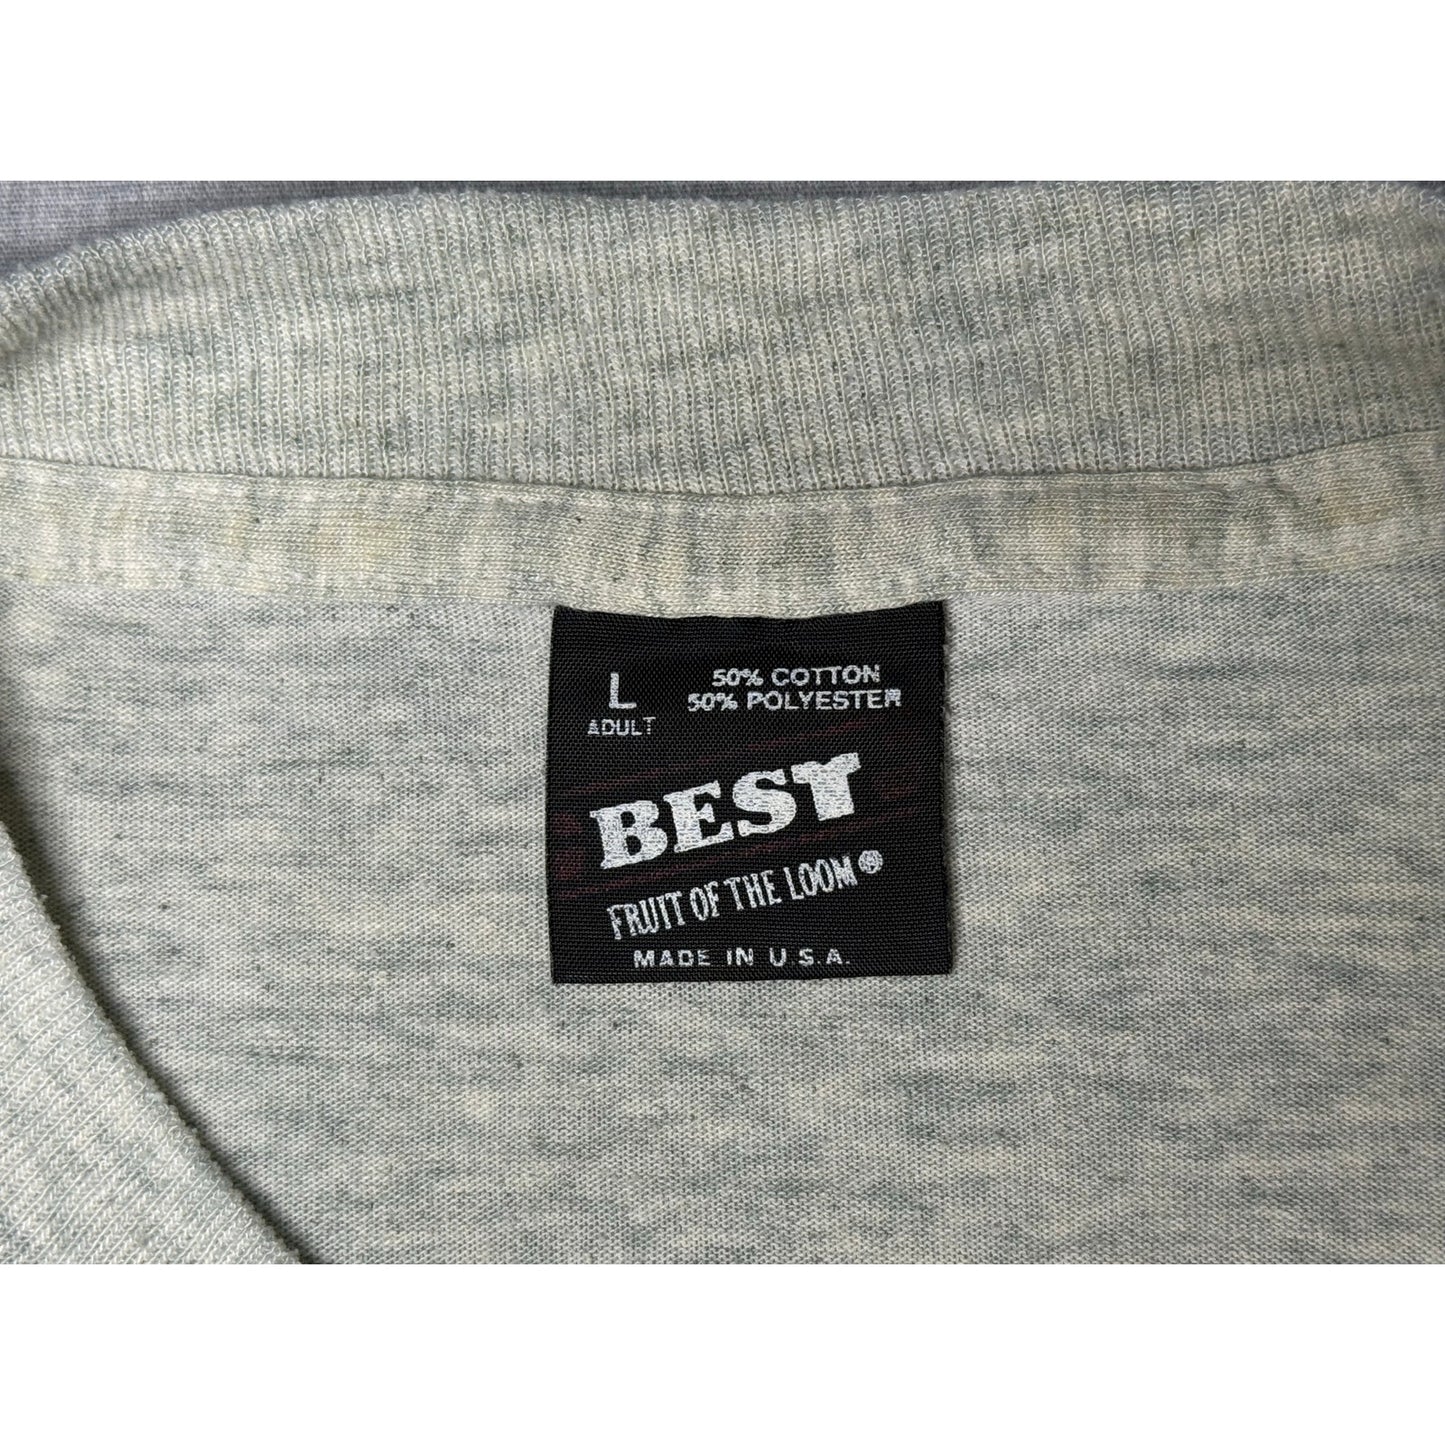 L
ADULT
50% COTTON
50% POLYESTER
BEST
FRUIT OF THE LOOM®
MADE IN U.S.A.